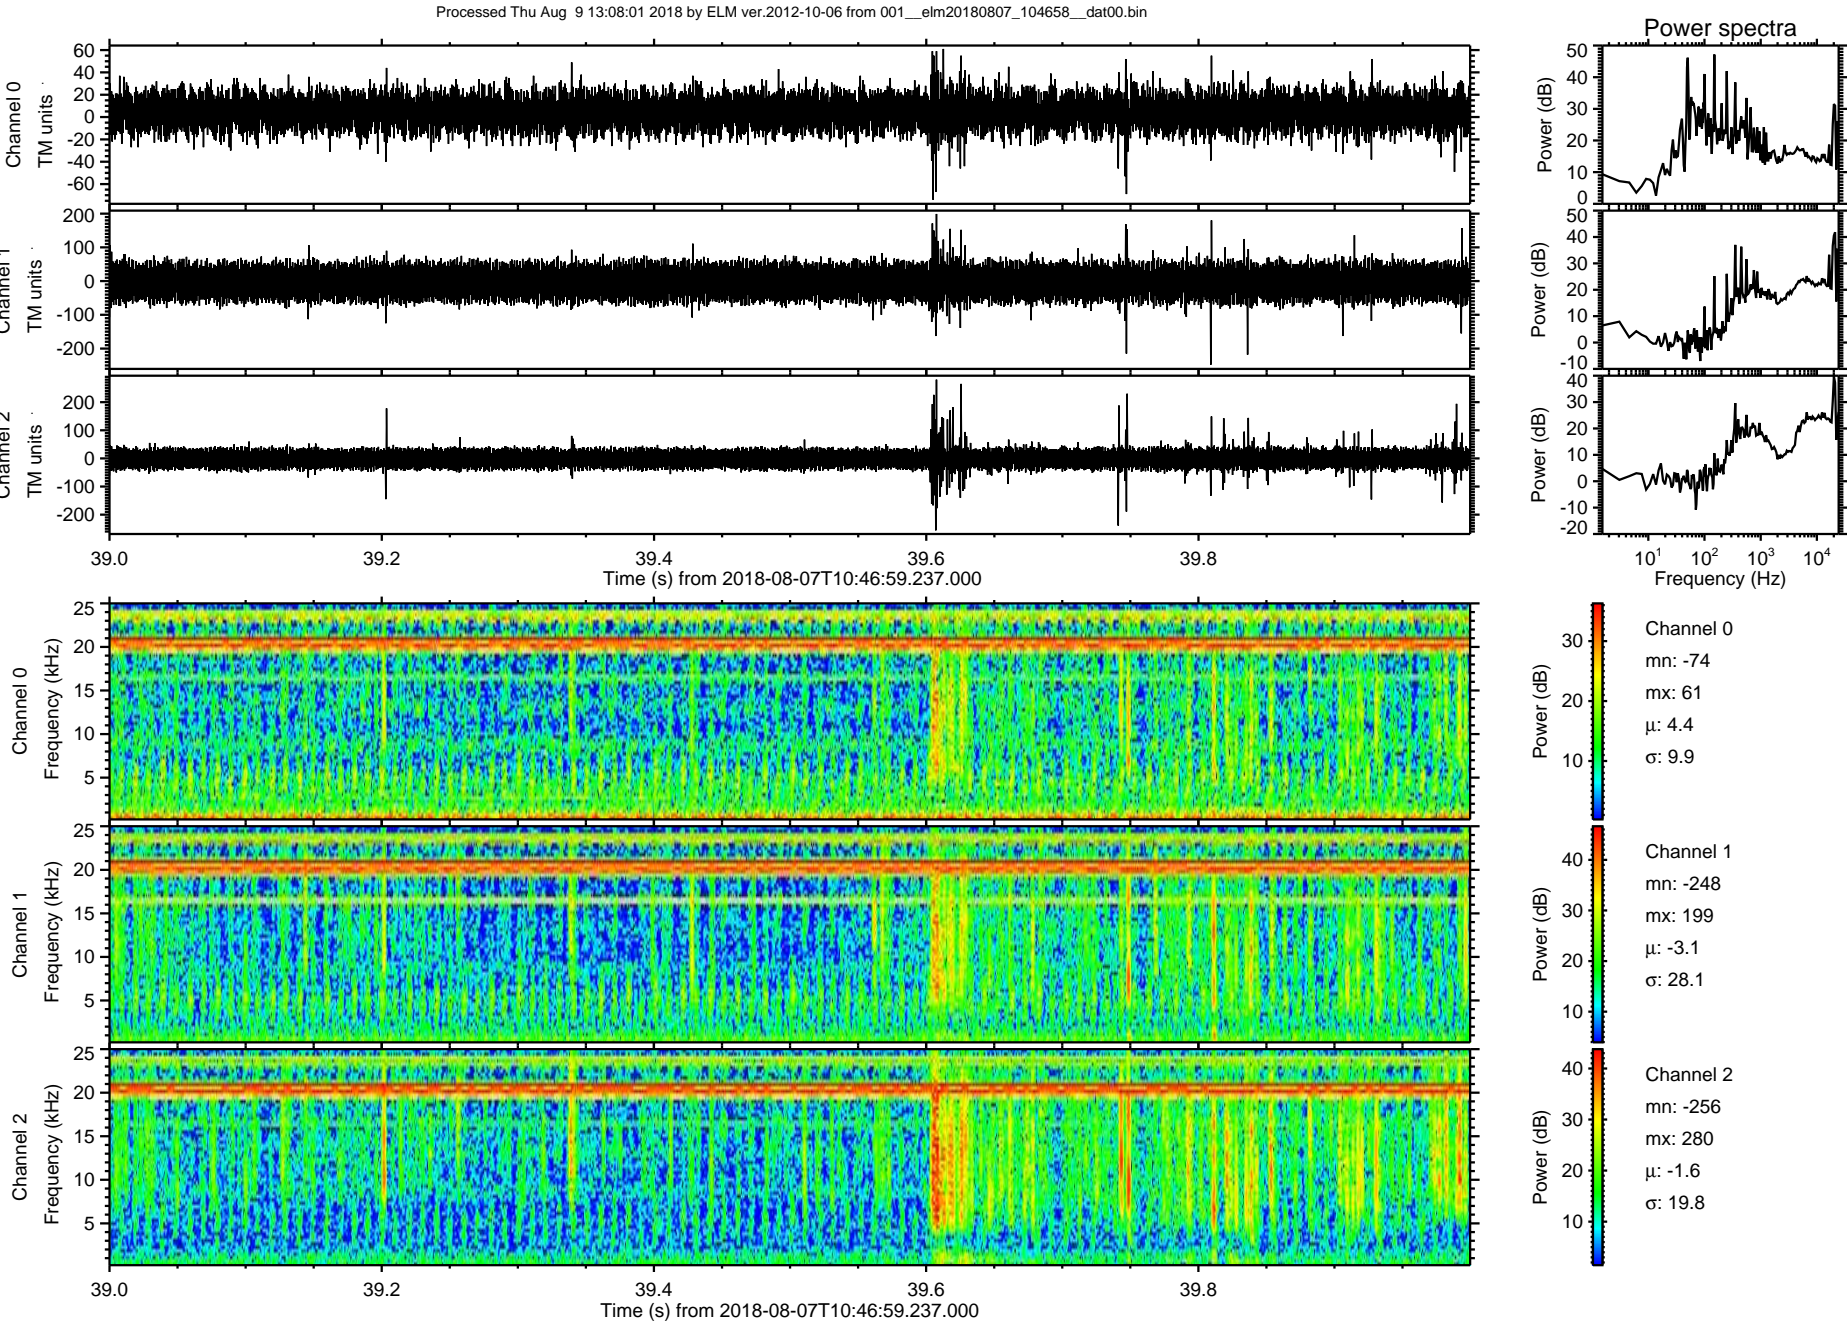 Processed Thu Aug  9 13:08:01 2018 by ELM ver.2012-10-06 from 001__elm20180807_104658__dat00.bin
Power spectra
Channel 0
TM units
60
40
20
0
-20
-40
-60
Power (dB)
50
40
30
20
10
0
Channel 1
TM units
200
100
0
-100
-200
Power (dB)
50
40
30
20
10
0
-10
Channel 2
TM units
200
100
0
-100
-200
Power (dB)
40
30
20
10
0
-10
-20
39.0 39.2 39.4 39.6 39.8
Time (s) from 2018-08-07T10:46:59.237.000
10^1 10^2 10^3 10^4
Frequency (Hz)
Channel 0
Frequency (kHz)
25
20
15
10
5
Power (dB)
30
20
10
Channel 0
mn: -74
mx: 61
μ: 4.4
σ: 9.9
Channel 1
Frequency (kHz)
25
20
15
10
5
Power (dB)
40
30
20
10
Channel 1
mn: -248
mx: 199
μ: -3.1
σ: 28.1
Channel 2
Frequency (kHz)
25
20
15
10
5
Power (dB)
40
30
20
10
Channel 2
mn: -256
mx: 280
μ: -1.6
σ: 19.8
39.0 39.2 39.4 39.6 39.8
Time (s) from 2018-08-07T10:46:59.237.000